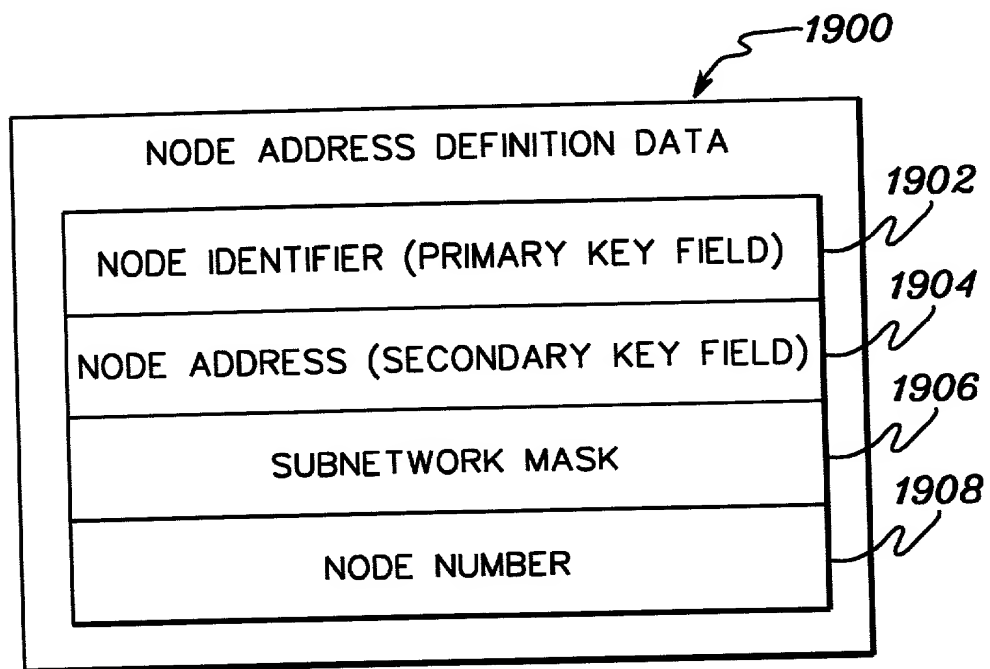 1900
NODE ADDRESS DEFINITION DATA
1902
NODE IDENTIFIER (PRIMARY KEY FIELD)
1904
NODE ADDRESS (SECONDARY KEY FIELD)
1906
SUBNETWORK MASK
1908
NODE NUMBER